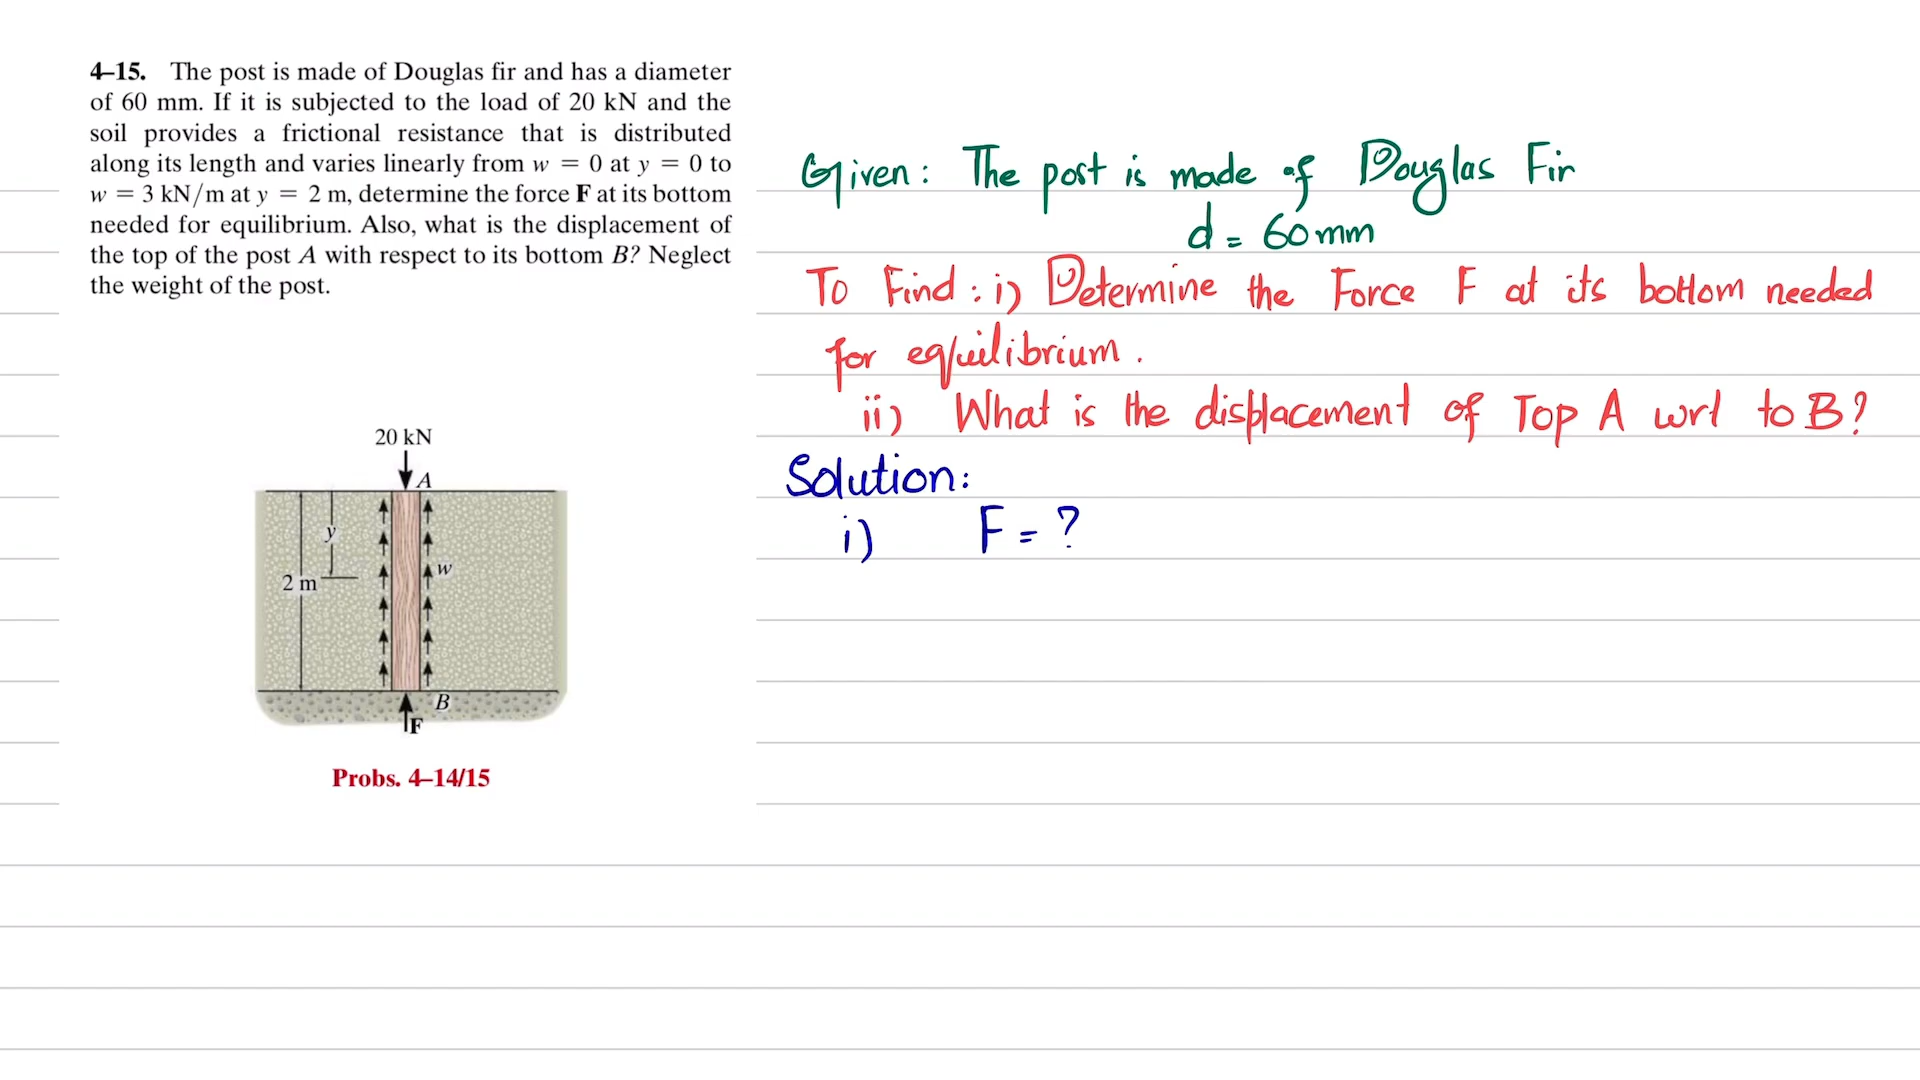 4–15. The post is made of Douglas fir and has a diameter
of 60 mm. If it is subjected to the load of 20 kN and the
soil provides a frictional resistance that is distributed
along its length and varies linearly from w = 0 at y = 0 to
w = 3 kN/m at y = 2 m, determine the force F at its bottom
needed for equilibrium. Also, what is the displacement of
the top of the post A with respect to its bottom B? Neglect
the weight of the post.
20 kN
A
y
w
2 m
B
F
Probs. 4–14/15
Given: The post is made of Douglas Fir
d = 60mm
To Find: i) Determine the Force F at its bottom needed
for equilibrium.
ii) What is the displacement of Top A wrt to B?
Solution:
i) F = ?